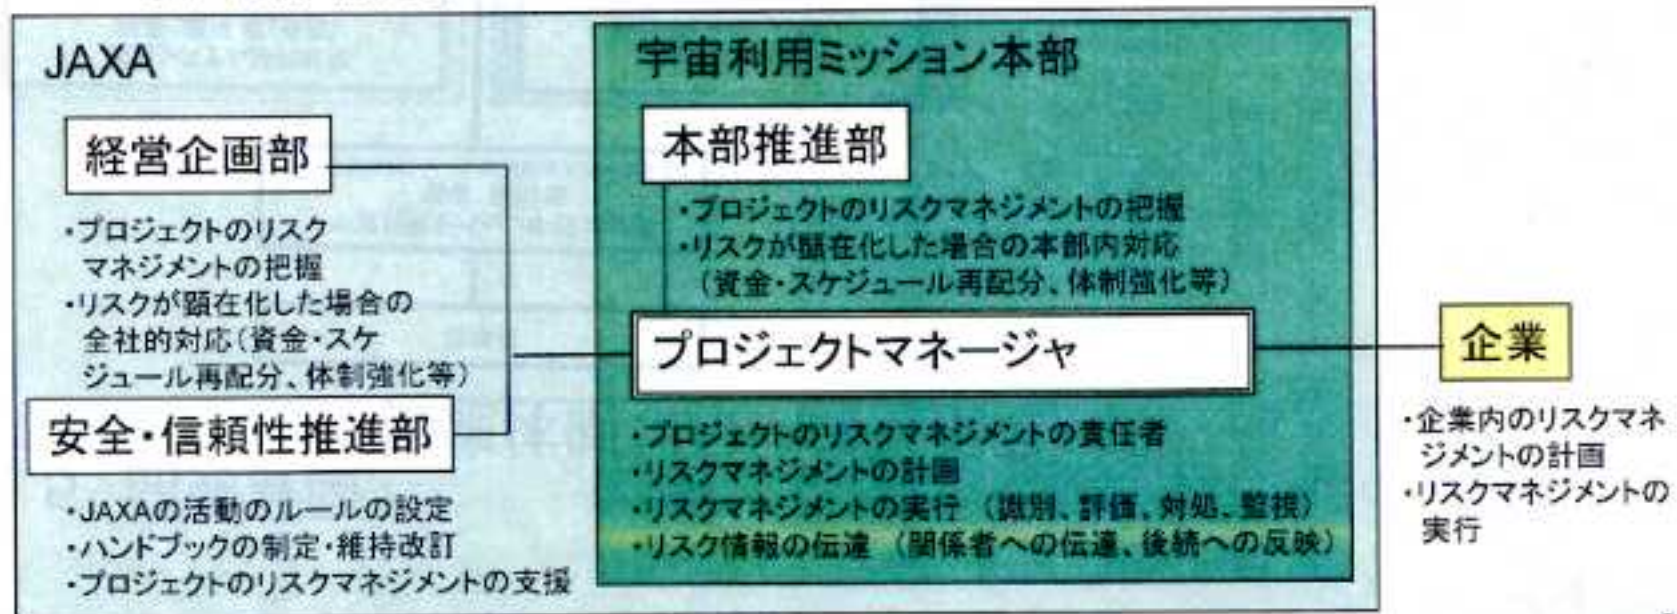 JAXA
経営企画部
・プロジェクトのリスク
マネジメントの把握
・リスクが顕在化した場合の
全社的対応(資金・スケ
ジュール再配分、体制強化等)
安全・信頼性推進部
・JAXAの活動のルールの設定
・ハンドブックの制定・維持改訂
・プロジェクトのリスクマネジメントの支援
宇宙利用ミッション本部
本部推進部
・プロジェクトのリスクマネジメントの把握
・リスクが顕在化した場合の本部内対応
(資金・スケジュール再配分、体制強化等)
プロジェクトマネージャ
・プロジェクトのリスクマネジメントの責任者
・リスクマネジメントの計画
・リスクマネジメントの実行 (識別、評価、対処、監視)
・リスク情報の伝達 (関係者への伝達、後続への反映)
企業
・企業内のリスクマネ
ジメントの計画
・リスクマネジメントの
実行